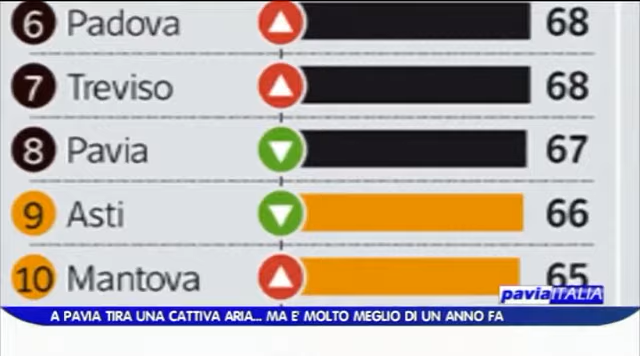 6 Padova 68
7 Treviso 68
8 Pavia 67
9 Asti 66
10 Mantova 65
paviaITALIA
A PAVIA TIRA UNA CATTIVA ARIA... MA E' MOLTO MEGLIO DI UN ANNO FA